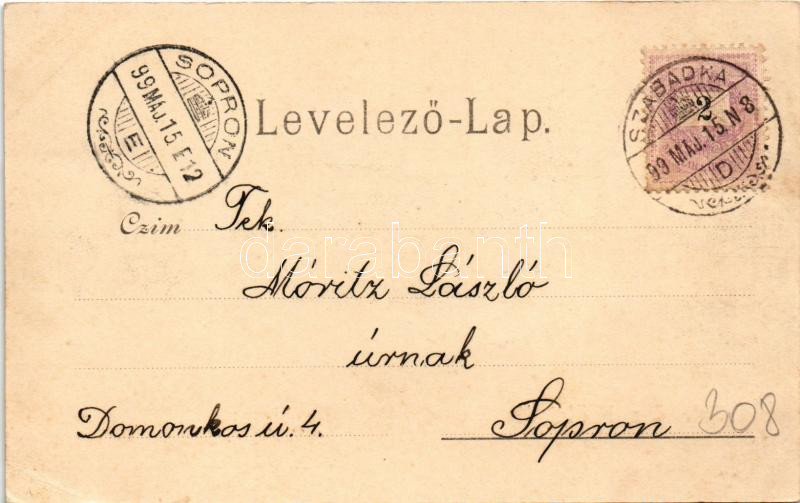 SOPRON
99 MÁJ. 15. E 12
E
Levelező-Lap.
SZABADKA
2
99 MÁJ. 15. N 8
D
Czim Tek.
darabanth
Móritz László
úrnak
Domonkos ú. 4. Sopron 308